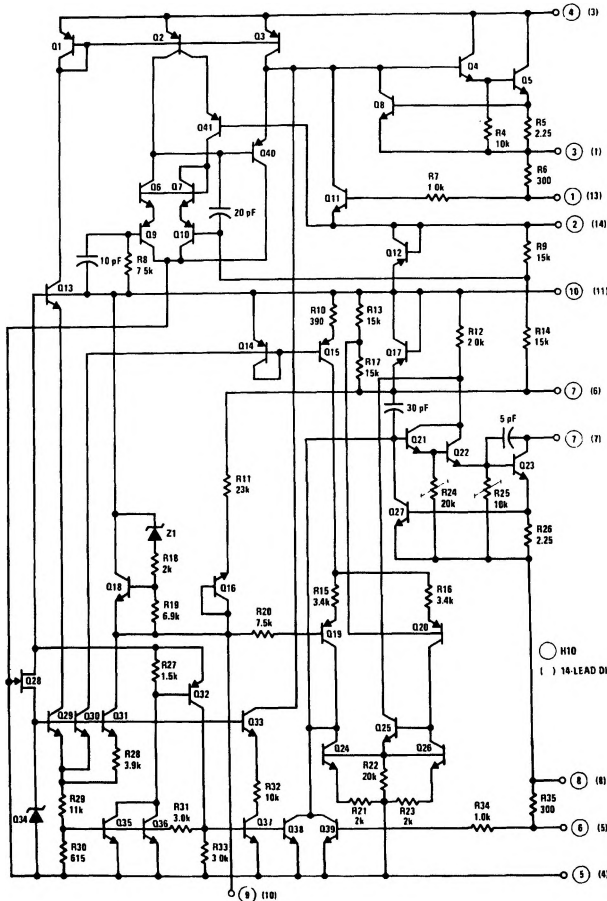 4 (3)
Q1
Q2
Q3
Q4
Q5
Q8
R5
2.25
R4
10k
Q41
Q40
3 (1)
R6
300
R7
1.0k
Q6
Q7
Q11
1 (13)
20 pF
2 (14)
Q9
Q10
Q12
R9
15k
10 pF
R8
7.5k
Q13
10 (11)
R10
390
R13
15k
R12
2.0k
R14
15k
Q14
Q15
R17
15k
Q17
7 (6)
30 pF
5 pF
7 (7)
Q21
Q22
Q23
R11
23k
R24
20k
R25
10k
Q27
R26
2.25
Z1
R18
2k
Q18
R19
6.9k
Q16
R15
3.4k
R16
3.4k
R20
7.5k
Q19
Q20
H10
( ) 14-LEAD DI
R27
1.5k
Q28
Q32
Q29
Q30
Q31
Q33
Q25
R28
3.9k
Q24
Q26
R22
20k
8 (8)
R29
11k
R32
10k
R21
2k
R23
2k
R35
300
Q34
R31
3.0k
R34
1.0k
6 (5)
Q35
Q36
Q37
Q38
Q39
R30
615
R33
3.0k
5 (4)
9 (10)